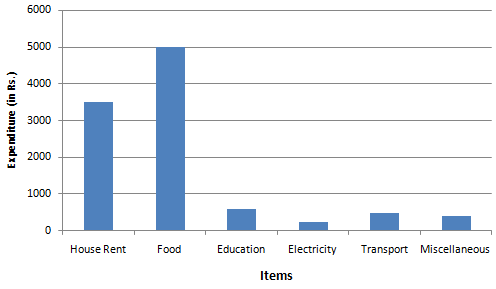 6000
5000
4000
3000
2000
1000
0
Expenditure (in Rs.)
House Rent Food Education Electricity Transport Miscellaneous
Items